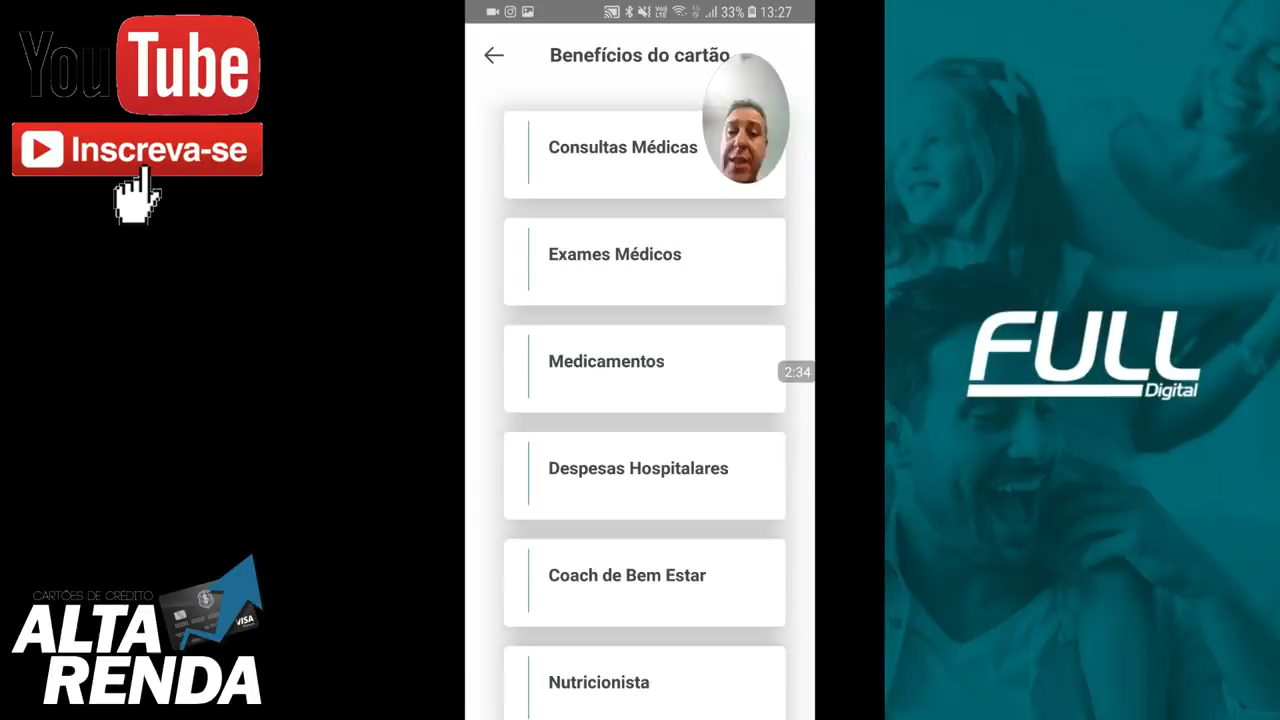 YouTube
Inscreva-se
VoLTE
33%
13:27
Benefícios do cartão
Consultas Médicas
Exames Médicos
Medicamentos
2:34
Despesas Hospitalares
Coach de Bem Estar
Nutricionista
FULL
Digital
CARTÕES DE CRÉDITO
ALTA
RENDA
VISA